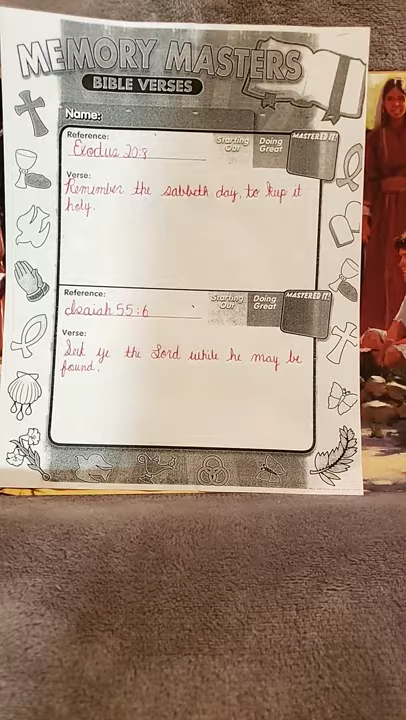 MEMORY MASTERS
BIBLE VERSES
Name:
Reference:
Exodus 20:8
Starting Out
Doing Great
MASTERED IT!
Verse:
Remember the sabbath day, to keep it
holy.
Reference:
Isaiah 55:6
Starting Out
Doing Great
MASTERED IT!
Verse:
Seek ye the Lord while he may be
found.